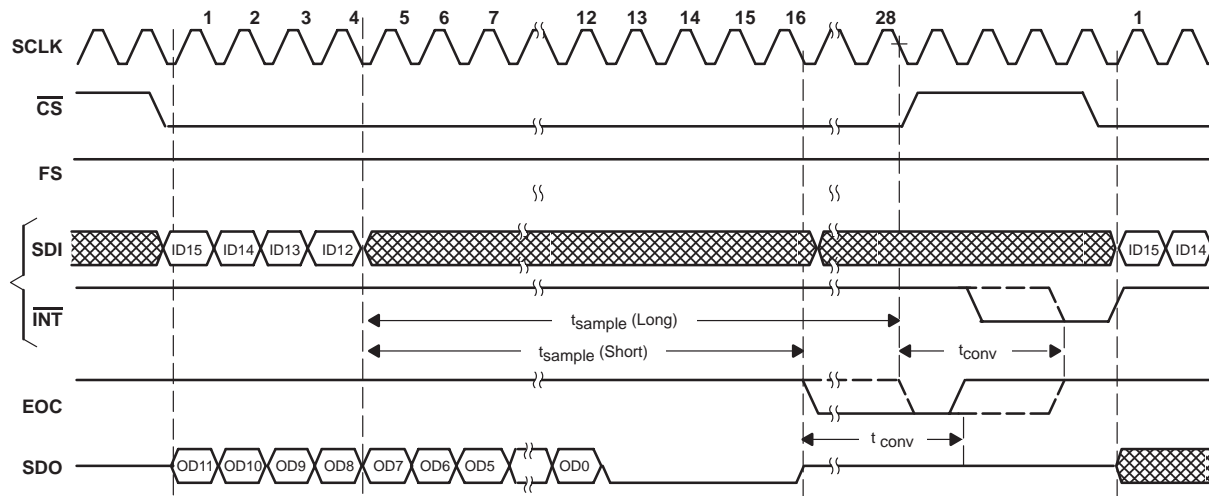 1 2 3 4 5 6 7 12 13 14 15 16 28 1
SCLK
CS
FS
SDI ID15 ID14 ID13 ID12 ID15 ID14
INT
tsample (Long)
tsample (Short) tconv
EOC
t conv
SDO OD11 OD10 OD9 OD8 OD7 OD6 OD5 OD0